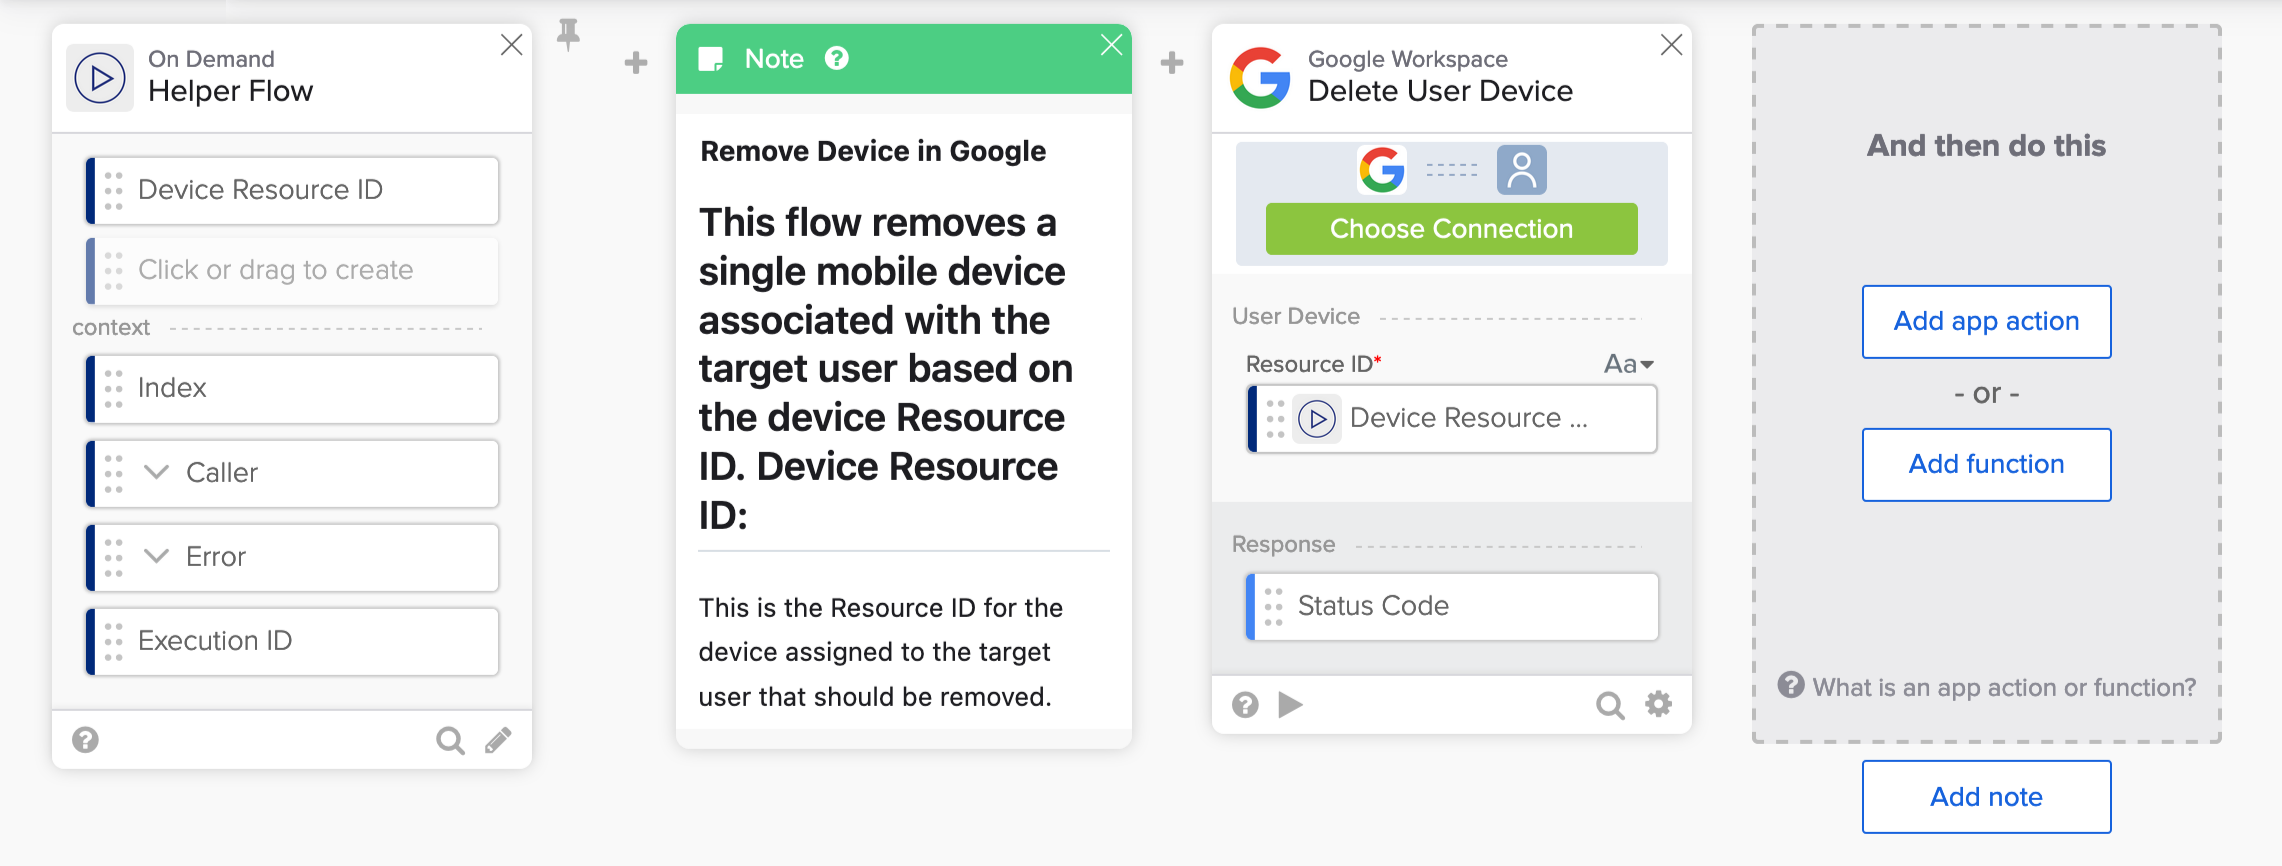 On Demand
Helper Flow
Device Resource ID
Click or drag to create
context
Index
Caller
Error
Execution ID
Note
Remove Device in Google
This flow removes a
single mobile device
associated with the
target user based on
the device Resource
ID. Device Resource
ID:
This is the Resource ID for the
device assigned to the target
user that should be removed.
Google Workspace
Delete User Device
Choose Connection
User Device
Resource ID*
Aa
Device Resource ...
Response
Status Code
And then do this
Add app action
- or -
Add function
What is an app action or function?
Add note